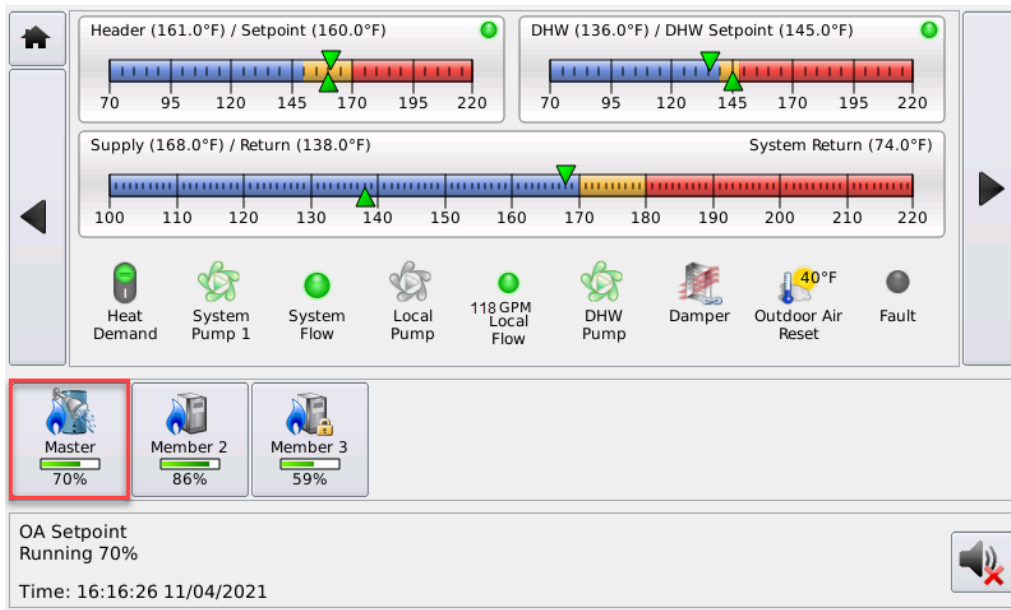 Header (161.0°F) / Setpoint (160.0°F)
70 95 120 145 170 195 220
DHW (136.0°F) / DHW Setpoint (145.0°F)
70 95 120 145 170 195 220
Supply (168.0°F) / Return (138.0°F) System Return (74.0°F)
100 110 120 130 140 150 160 170 180 190 200 210 220
Heat
Demand
System
Pump 1
System
Flow
Local
Pump
118 GPM
Local
Flow
DHW
Pump
Damper
40°F
Outdoor Air
Reset
Fault
Master
70%
Member 2
86%
Member 3
59%
OA Setpoint
Running 70%
Time: 16:16:26 11/04/2021